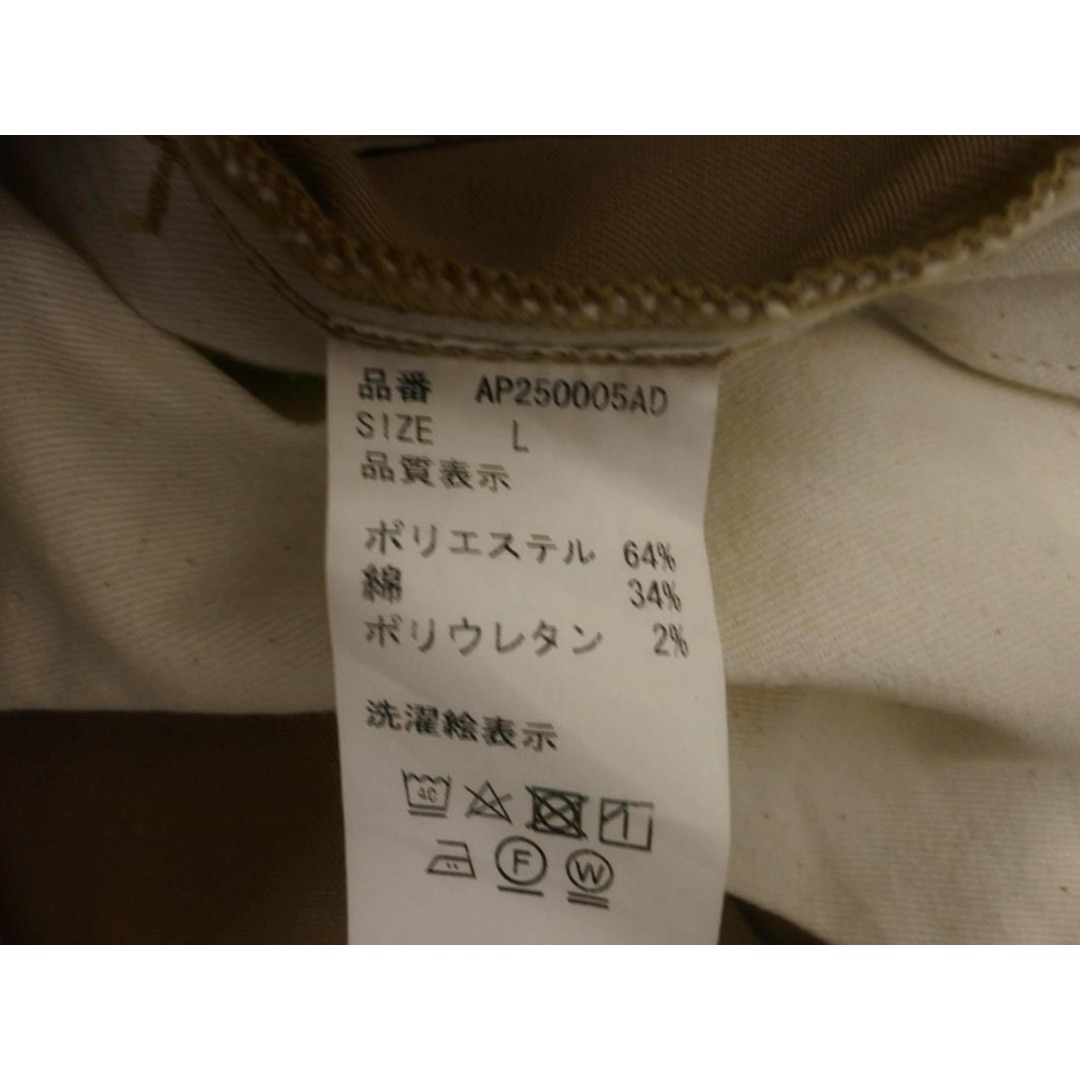 品番 AP250005AD
SIZE L
品質表示
ポリエステル 64%
綿 34%
ポリウレタン 2%
洗濯絵表示
40
F W